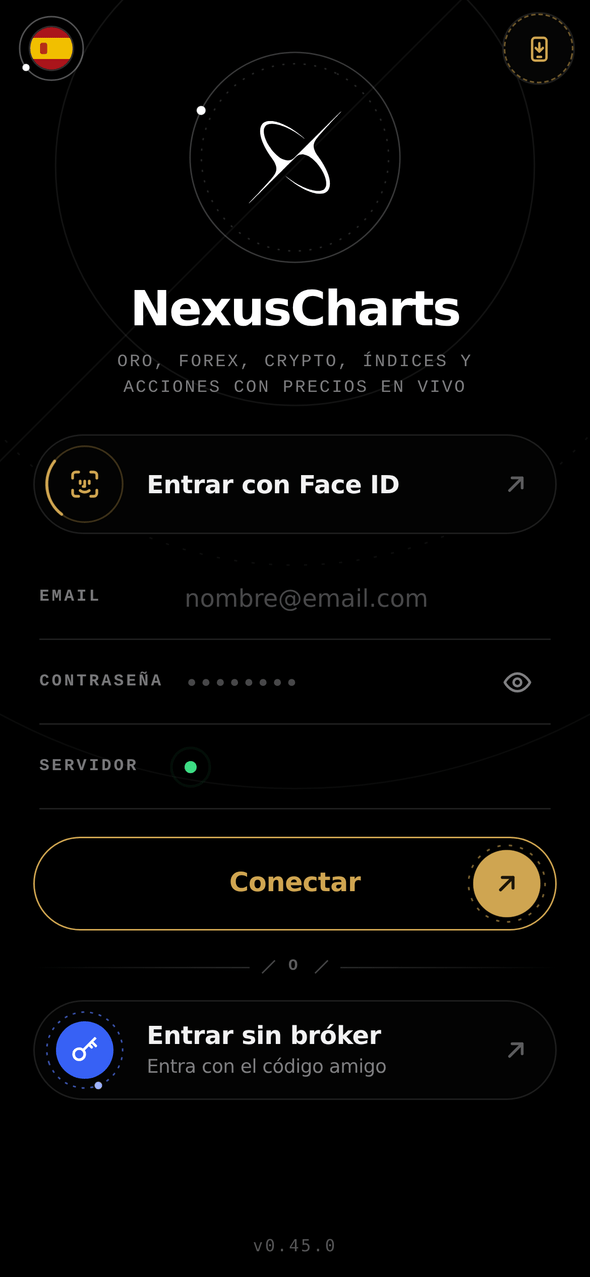 NexusCharts
ORO, FOREX, CRYPTO, ÍNDICES Y
ACCIONES CON PRECIOS EN VIVO
Entrar con Face ID
EMAIL nombre@email.com
CONTRASEÑA ••••••••
SERVIDOR
Conectar
/ O /
Entrar sin bróker
Entra con el código amigo
v0.45.0